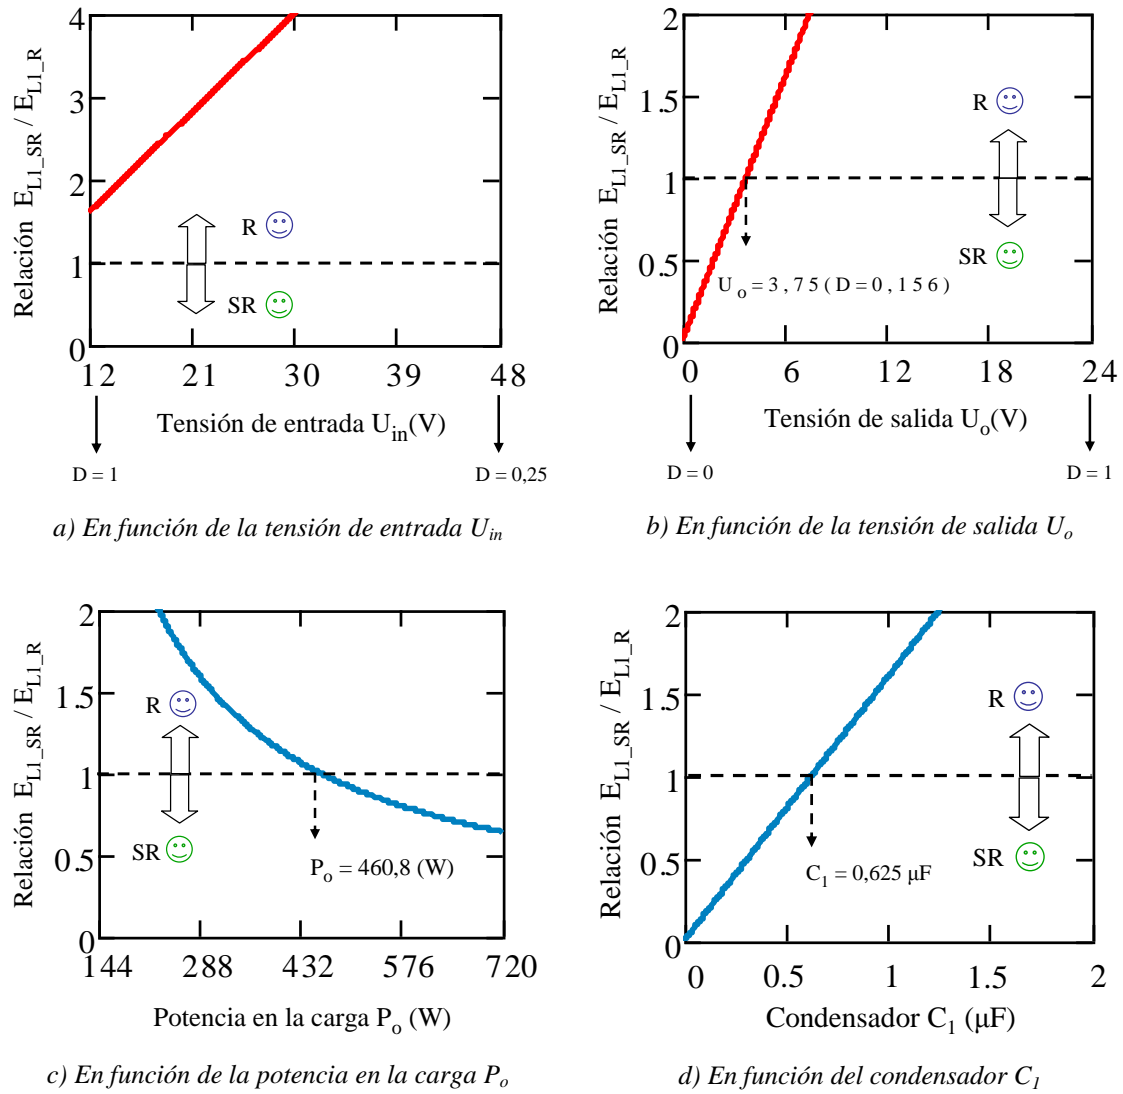 Relación E_L1_SR / E_L1_R
4
3
2
1
0
R
SR
12 21 30 39 48
Tensión de entrada U_in(V)
D = 1
D = 0,25
a) En función de la tensión de entrada U_in
Relación E_L1_SR / E_L1_R
2
1.5
1
0.5
0
R
SR
U_o = 3,75 (D=0,156)
0 6 12 18 24
Tensión de salida U_o(V)
D = 0
D = 1
b) En función de la tensión de salida U_o
Relación E_L1_SR / E_L1_R
2
1.5
1
0.5
0
R
SR
P_o = 460,8 (W)
144 288 432 576 720
Potencia en la carga P_o (W)
c) En función de la potencia en la carga P_o
Relación E_L1_SR / E_L1_R
2
1.5
1
0.5
0
R
SR
C_1 = 0,625 µF
0 0.5 1 1.5 2
Condensador C_1 (µF)
d) En función del condensador C_1